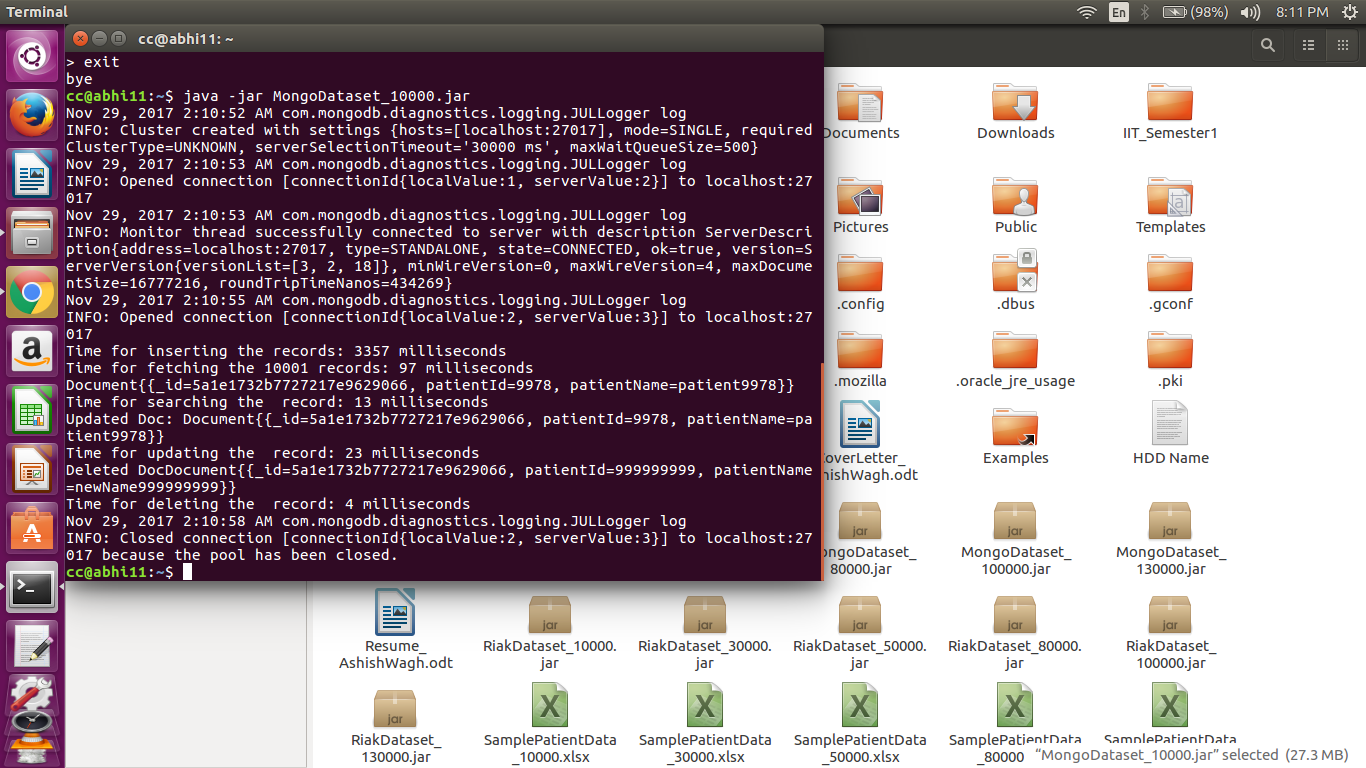 Terminal
En
(98%)
8:11 PM
cc@abhi11: ~
> exit
bye
cc@abhi11:~$ java -jar MongoDataset_10000.jar
Nov 29, 2017 2:10:52 AM com.mongodb.diagnostics.logging.JULLogger log
INFO: Cluster created with settings {hosts=[localhost:27017], mode=SINGLE, required
ClusterType=UNKNOWN, serverSelectionTimeout='30000 ms', maxWaitQueueSize=500}
Nov 29, 2017 2:10:53 AM com.mongodb.diagnostics.logging.JULLogger log
INFO: Opened connection [connectionId{localValue:1, serverValue:2}] to localhost:27
017
Nov 29, 2017 2:10:53 AM com.mongodb.diagnostics.logging.JULLogger log
INFO: Monitor thread successfully connected to server with description ServerDescri
ption{address=localhost:27017, type=STANDALONE, state=CONNECTED, ok=true, version=S
erverVersion{versionList=[3, 2, 18]}, minWireVersion=0, maxWireVersion=4, maxDocume
ntSize=16777216, roundTripTimeNanos=434269}
Nov 29, 2017 2:10:55 AM com.mongodb.diagnostics.logging.JULLogger log
INFO: Opened connection [connectionId{localValue:2, serverValue:3}] to localhost:27
017
Time for inserting the records: 3357 milliseconds
Time for fetching the 10001 records: 97 milliseconds
Document{{_id=5a1e1732b7727217e9629066, patientId=9978, patientName=patient9978}}
Time for searching the  record: 13 milliseconds
Updated Doc: Document{{_id=5a1e1732b7727217e9629066, patientId=9978, patientName=pa
tient9978}}
Time for updating the  record: 23 milliseconds
Deleted DocDocument{{_id=5a1e1732b7727217e9629066, patientId=999999999, patientName
=newName999999999}}
Time for deleting the  record: 4 milliseconds
Nov 29, 2017 2:10:58 AM com.mongodb.diagnostics.logging.JULLogger log
INFO: Closed connection [connectionId{localValue:2, serverValue:3}] to localhost:27
017 because the pool has been closed.
cc@abhi11:~$
Documents
Downloads
IIT_Semester1
Pictures
Public
Templates
.config
.dbus
.gconf
.mozilla
.oracle_jre_usage
.pki
CoverLetter_
AshishWagh.odt
Examples
HDD Name
MongoDataset_
80000.jar
MongoDataset_
100000.jar
MongoDataset_
130000.jar
Resume_
AshishWagh.odt
RiakDataset_10000.
jar
RiakDataset_30000.
jar
RiakDataset_50000.
jar
RiakDataset_80000.
jar
RiakDataset_
100000.jar
RiakDataset_
130000.jar
SamplePatientData
_10000.xlsx
SamplePatientData
_30000.xlsx
SamplePatientData
_50000.xlsx
SamplePatientData
_80000
SamplePatientData
“MongoDataset_10000.jar” selected (27.3 MB)